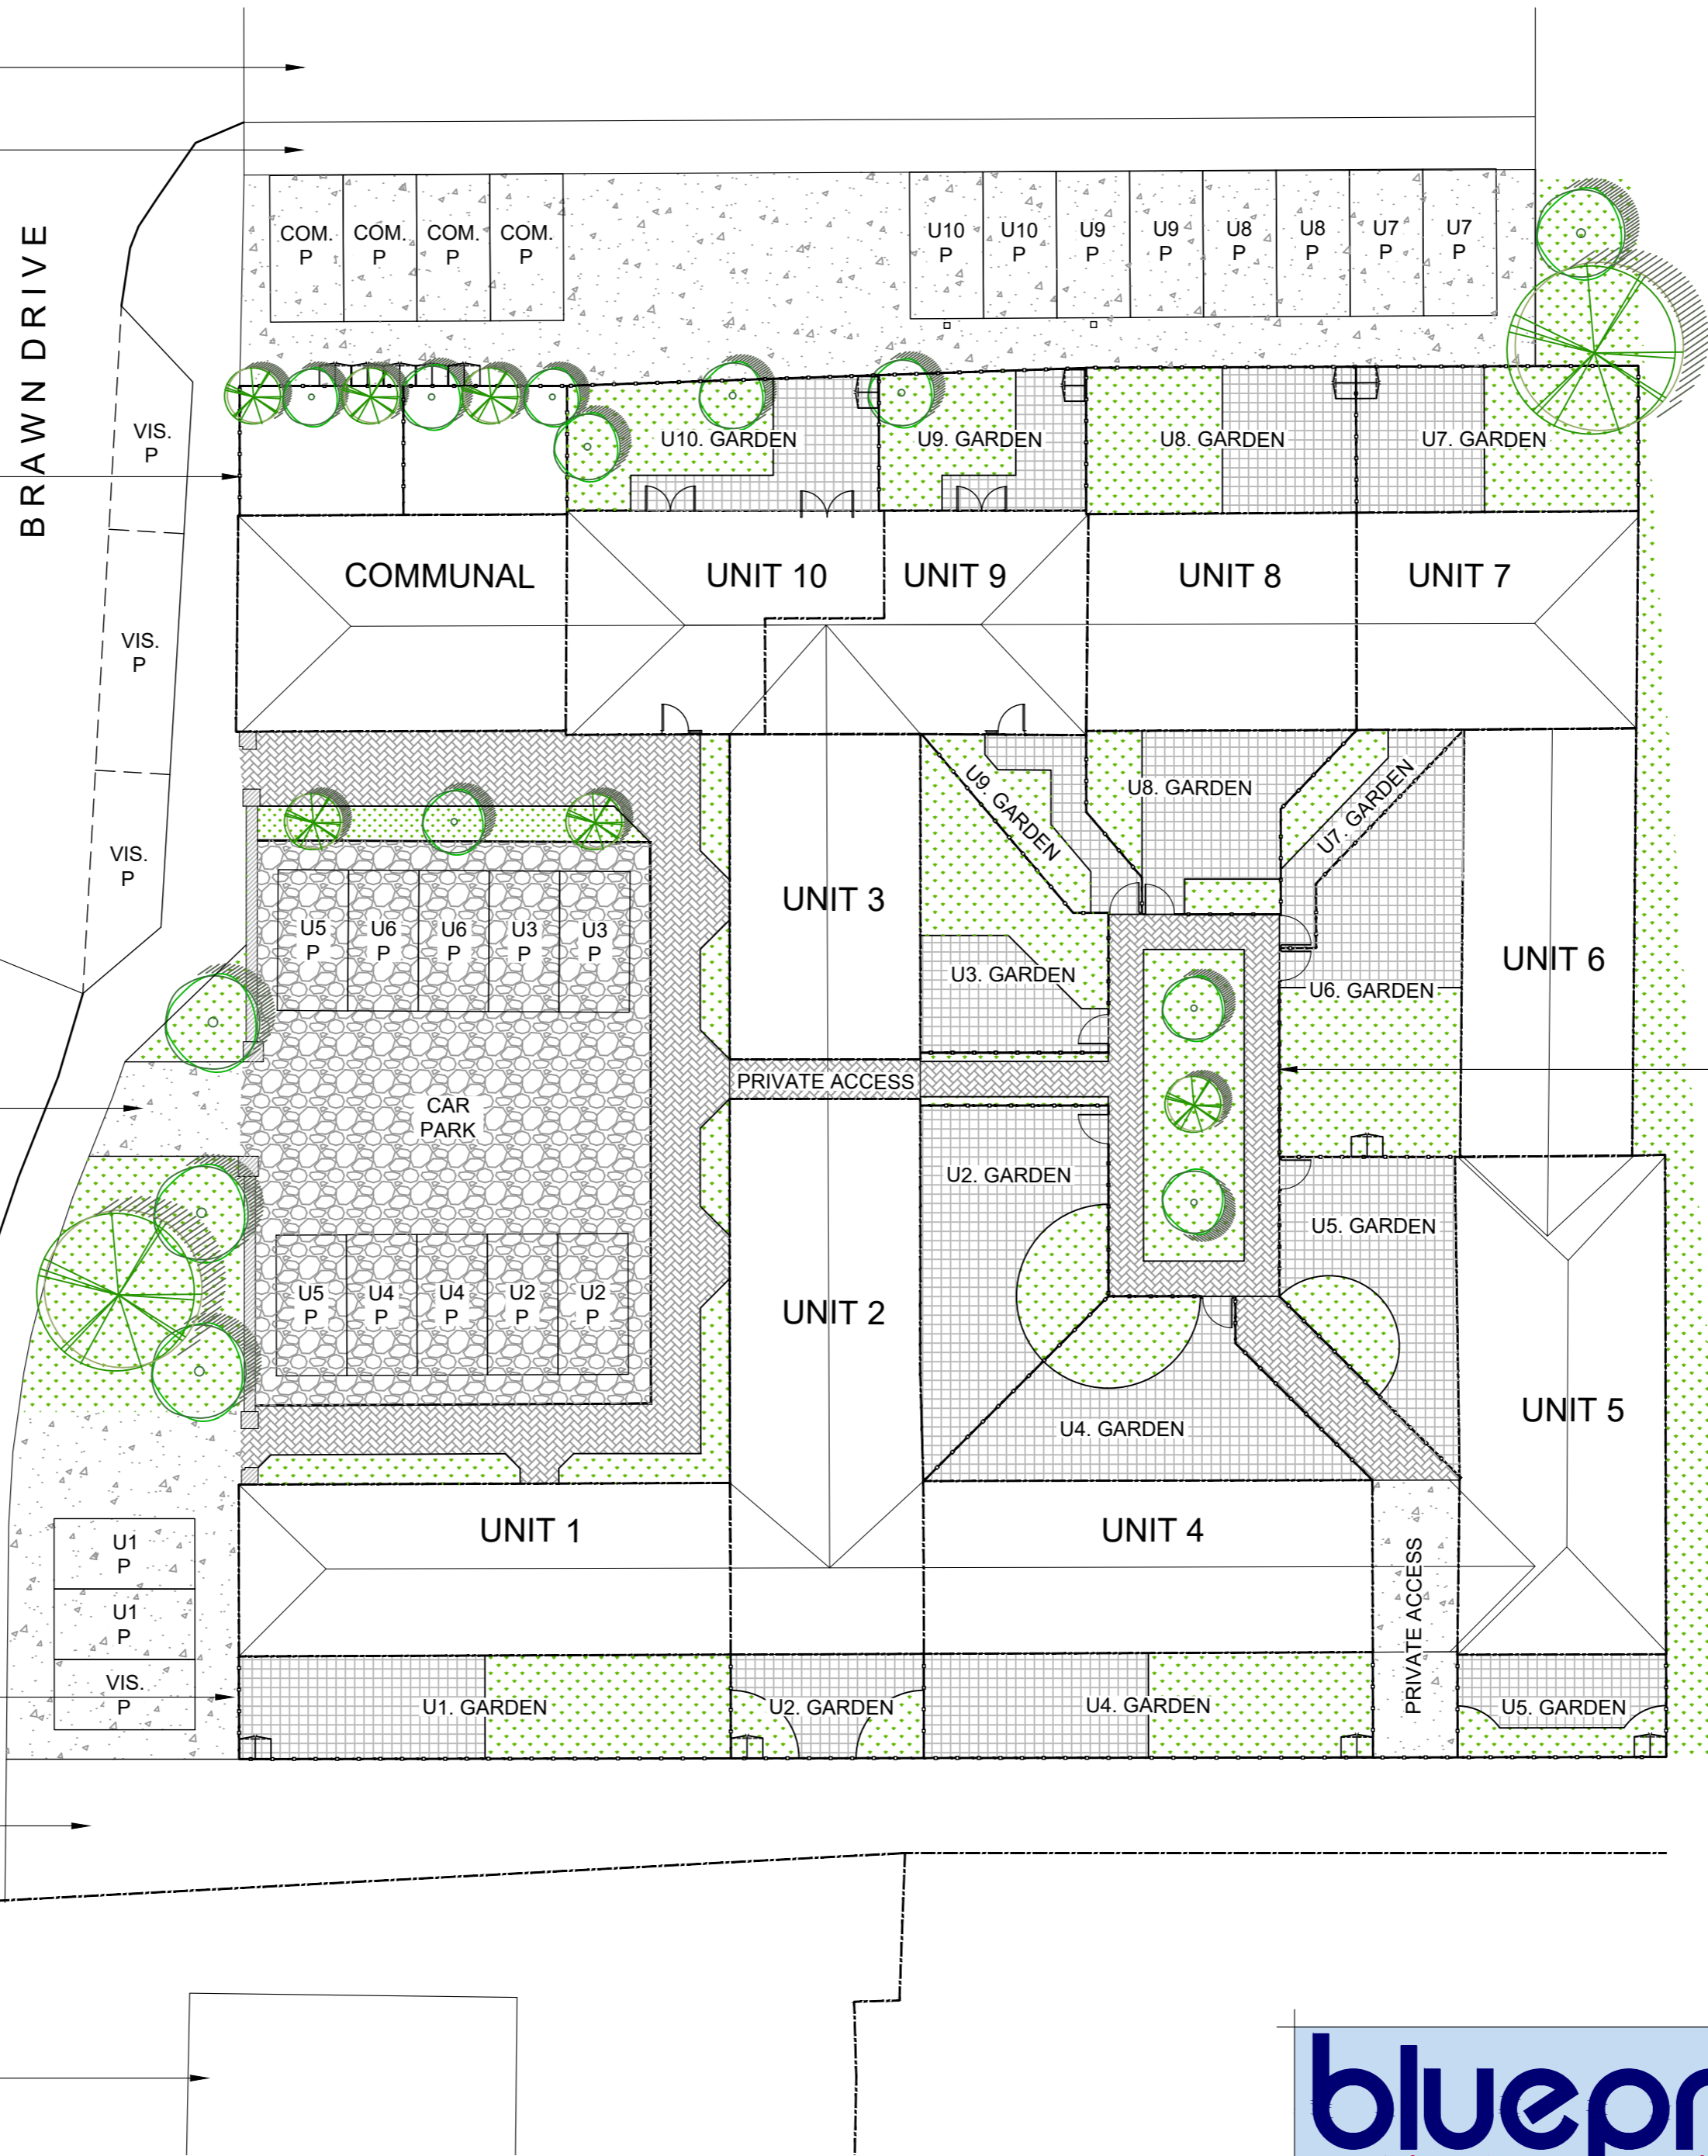 BRAWN DRIVE
COM.
P
COM.
P
COM.
P
COM.
P
U10
P
U10
P
U9
P
U9
P
U8
P
U8
P
U7
P
U7
P
VIS.
P
VIS.
P
VIS.
P
U10. GARDEN
U9. GARDEN
U8. GARDEN
U7. GARDEN
COMMUNAL
UNIT 10
UNIT 9
UNIT 8
UNIT 7
U9. GARDEN
U8. GARDEN
U7. GARDEN
UNIT 3
UNIT 6
U5
P
U6
P
U6
P
U3
P
U3
P
U3. GARDEN
U6. GARDEN
PRIVATE ACCESS
CAR
PARK
U2. GARDEN
U5. GARDEN
U5
P
U4
P
U4
P
U2
P
U2
P
UNIT 2
UNIT 5
U4. GARDEN
UNIT 1
UNIT 4
PRIVATE ACCESS
U1
P
U1
P
VIS.
P
U1. GARDEN
U2. GARDEN
U4. GARDEN
U5. GARDEN
bluepr